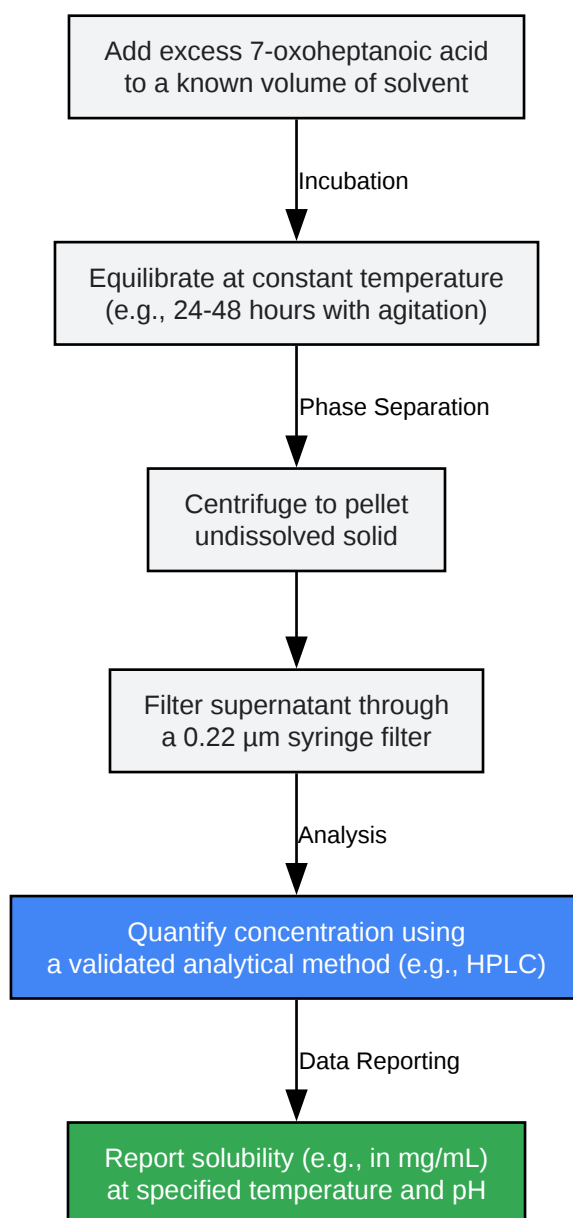 Add excess 7-oxoheptanoic acid
to a known volume of solvent
Incubation
Equilibrate at constant temperature
(e.g., 24-48 hours with agitation)
Phase Separation
Centrifuge to pellet
undissolved solid
Filter supernatant through
a 0.22 µm syringe filter
Analysis
Quantify concentration using
a validated analytical method (e.g., HPLC)
Data Reporting
Report solubility (e.g., in mg/mL)
at specified temperature and pH